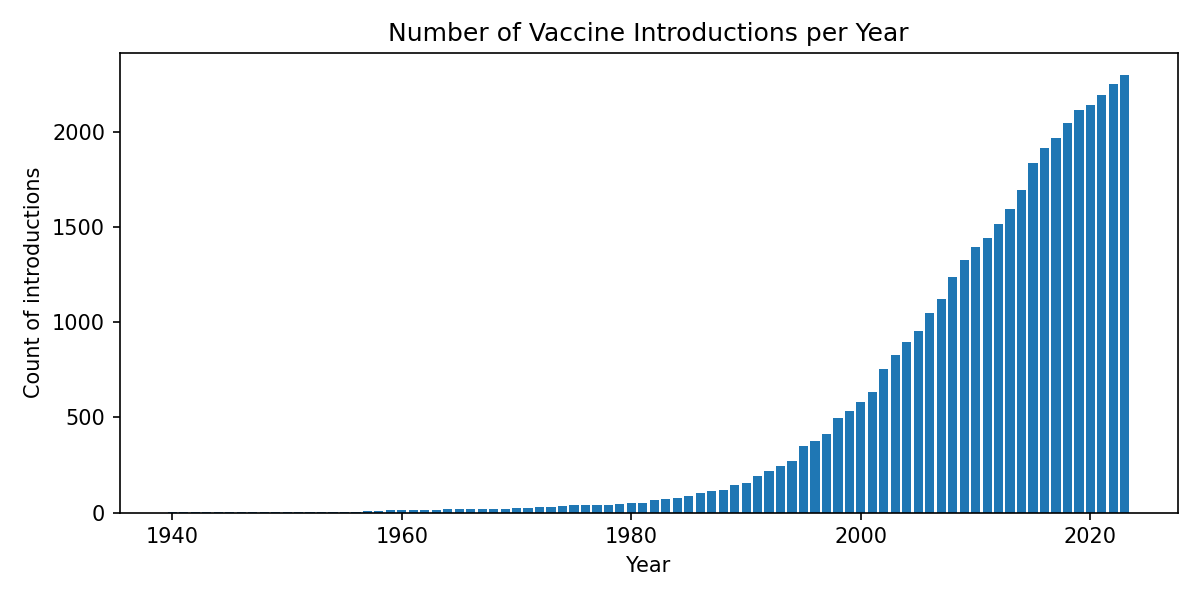 Number of Vaccine Introductions per Year
Count of introductions
2000
1500
1000
500
0
1940 1960 1980 2000 2020
Year